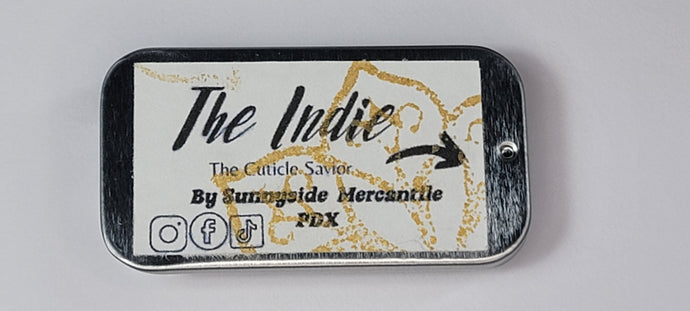 The Indie
The Cuticle Savior
By Sunnyside Mercantile
PDX